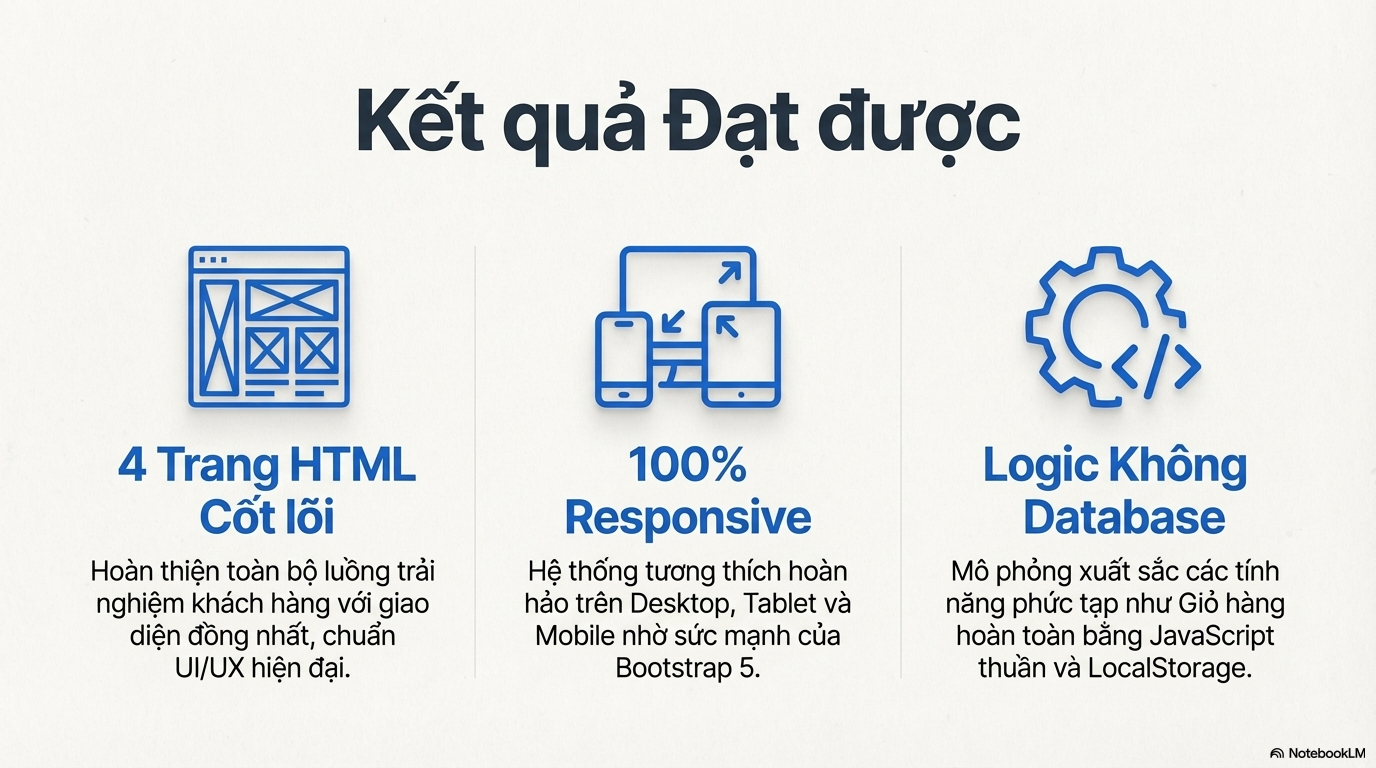 Kết quả Đạt được
4 Trang HTML
Cốt lõi
Hoàn thiện toàn bộ luồng trải
nghiệm khách hàng với giao
diện đồng nhất, chuẩn
UI/UX hiện đại.
100%
Responsive
Hệ thống tương thích hoàn
hảo trên Desktop, Tablet và
Mobile nhờ sức mạnh của
Bootstrap 5.
Logic Không
Database
Mô phỏng xuất sắc các tính
năng phức tạp như Giỏ hàng
hoàn toàn bằng JavaScript
thuần và LocalStorage.
NotebookLM